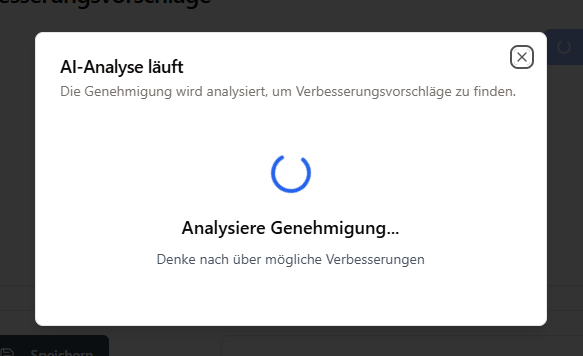 esserungsvorschläge
AI-Analyse läuft
Die Genehmigung wird analysiert, um Verbesserungsvorschläge zu finden.
Analysiere Genehmigung...
Denke nach über mögliche Verbesserungen
Speichern